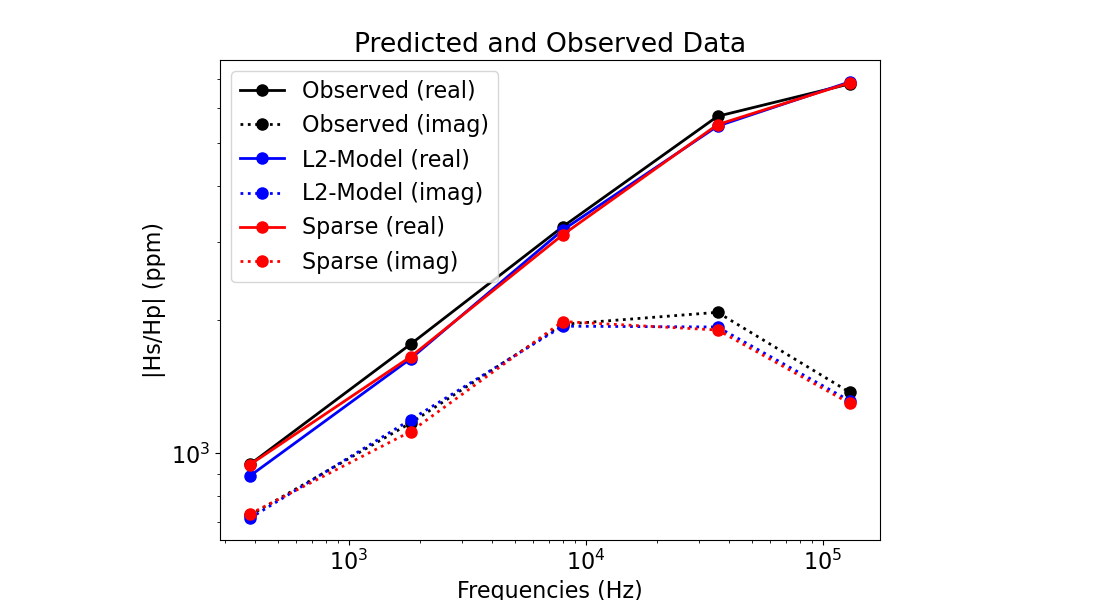 Predicted and Observed Data
Observed (real)
Observed (imag)
L2-Model (real)
L2-Model (imag)
Sparse (real)
Sparse (imag)
|Hs/Hp| (ppm)
10³
10³ 10⁴ 10⁵
Frequencies (Hz)